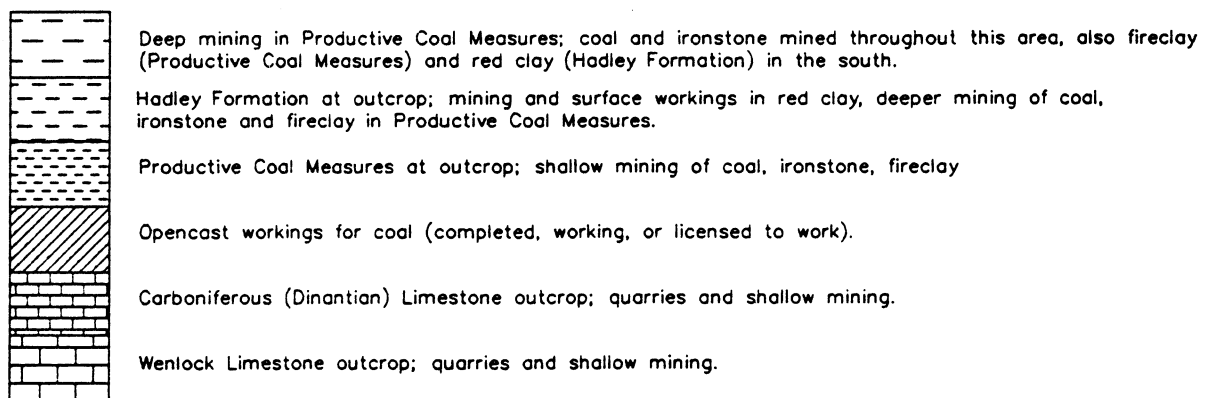 Deep mining in Productive Coal Measures; coal and ironstone mined throughout this area, also fireclay
(Productive Coal Measures) and red clay (Hadley Formation) in the south.
Hadley Formation at outcrop; mining and surface workings in red clay, deeper mining of coal,
ironstone and fireclay in Productive Coal Measures.
Productive Coal Measures at outcrop; shallow mining of coal, ironstone, fireclay
Opencast workings for coal (completed, working, or licensed to work).
Carboniferous (Dinantian) Limestone outcrop; quarries and shallow mining.
Wenlock Limestone outcrop; quarries and shallow mining.